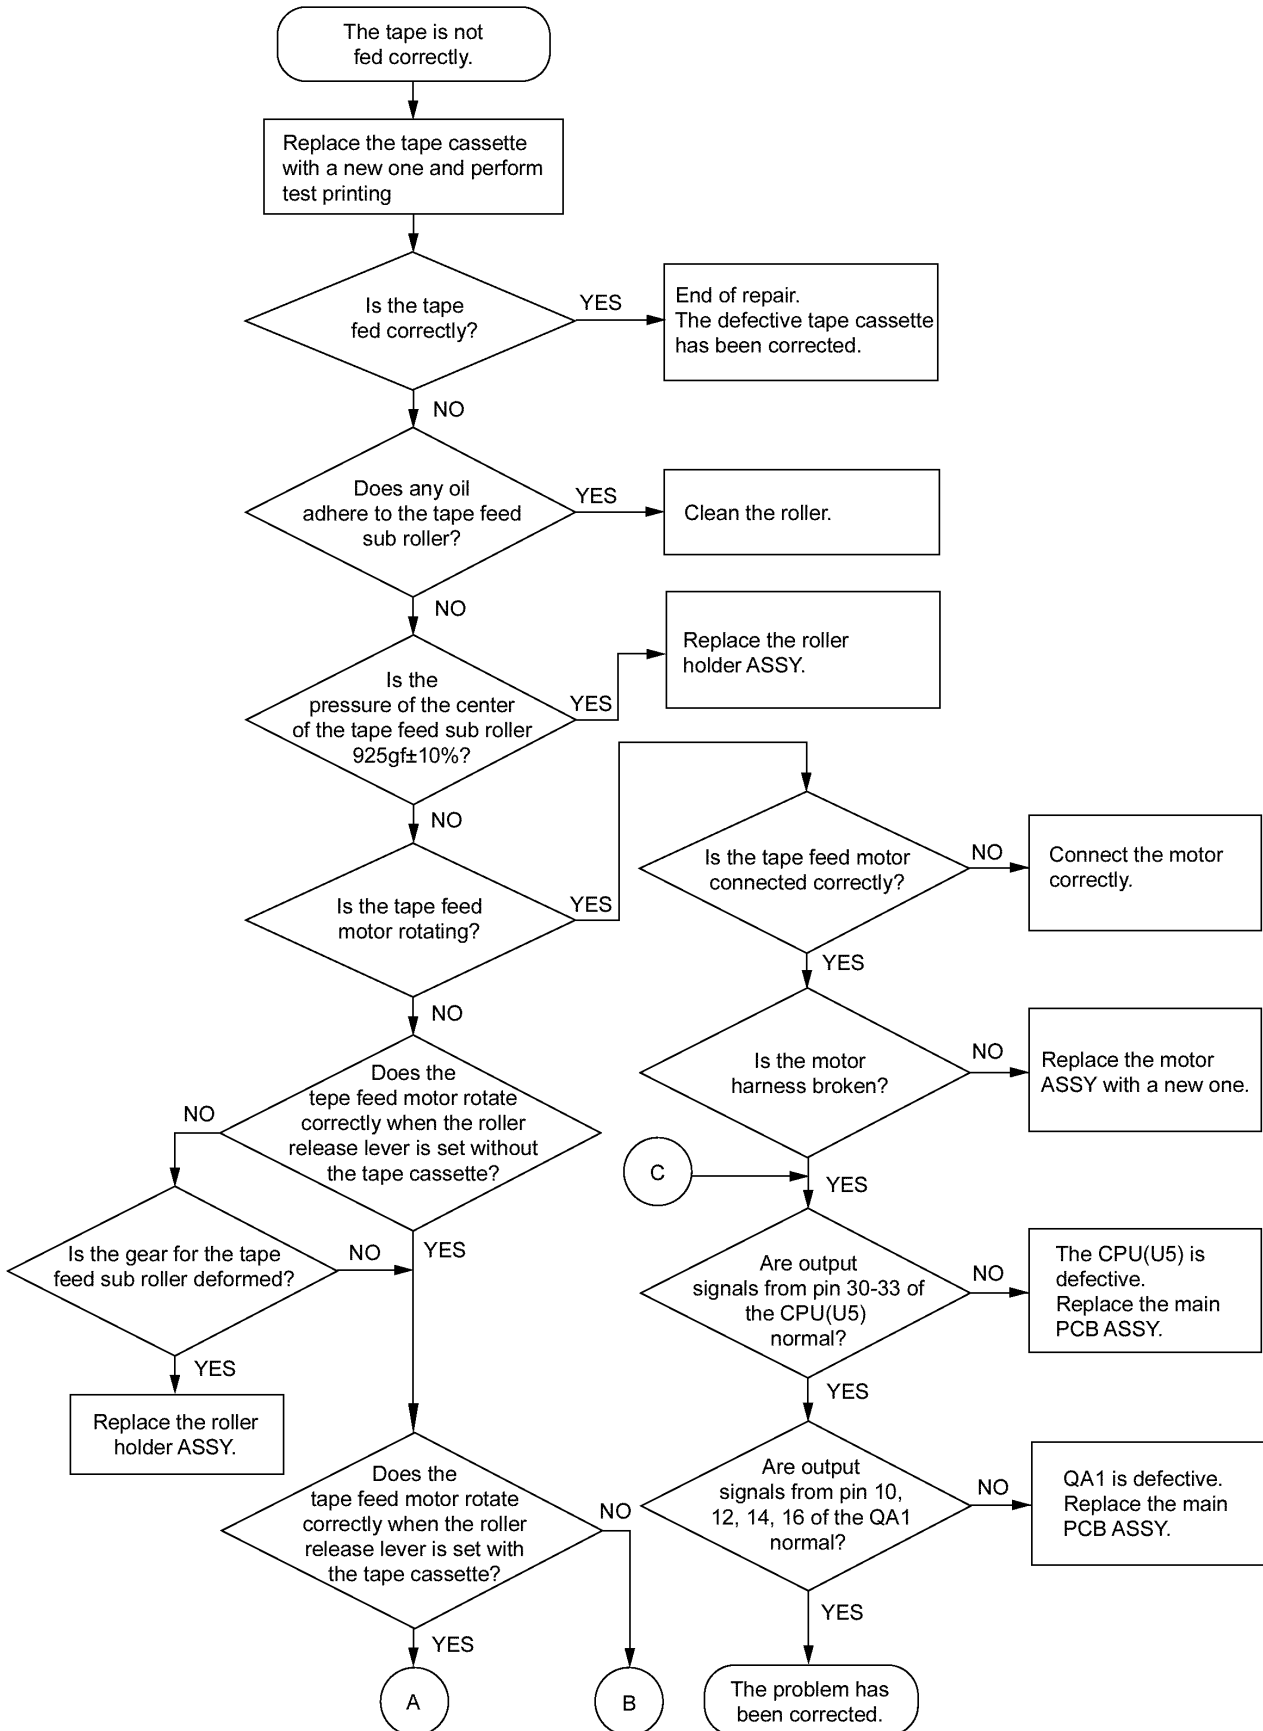 The tape is not
fed correctly.
Replace the tape cassette
with a new one and perform
test printing
Is the tape
fed correctly?
YES
End of repair.
The defective tape cassette
has been corrected.
NO
Does any oil
adhere to the tape feed
sub roller?
YES
Clean the roller.
NO
Is the
pressure of the center
of the tape feed sub roller
925gf±10%?
YES
Replace the roller
holder ASSY.
NO
Is the tape feed
motor rotating?
YES
Is the tape feed motor
connected correctly?
NO
Connect the motor
correctly.
YES
Is the motor
harness broken?
NO
Replace the motor
ASSY with a new one.
NO
Does the
tepe feed motor rotate
correctly when the roller
release lever is set without
the tape cassette?
NO
C
YES
Is the gear for the tape
feed sub roller deformed?
NO
YES
Are output
signals from pin 30-33 of
the CPU(U5)
normal?
NO
The CPU(U5) is
defective.
Replace the main
PCB ASSY.
YES
Replace the roller
holder ASSY.
YES
Does the
tape feed motor rotate
correctly when the roller
release lever is set with
the tape cassette?
NO
Are output
signals from pin 10,
12, 14, 16 of the QA1
normal?
NO
QA1 is defective.
Replace the main
PCB ASSY.
YES
YES
A
B
The problem has
been corrected.